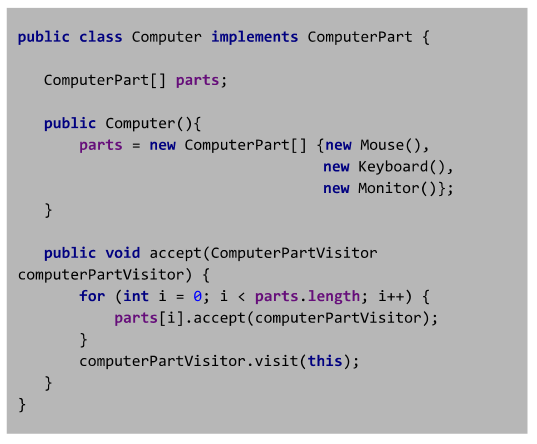 public class Computer implements ComputerPart {
ComputerPart[] parts;
public Computer(){
parts = new ComputerPart[] {new Mouse(),
new Keyboard(),
new Monitor()};
}
public void accept(ComputerPartVisitor
computerPartVisitor) {
for (int i = 0; i < parts.length; i++) {
parts[i].accept(computerPartVisitor);
}
computerPartVisitor.visit(this);
}
}